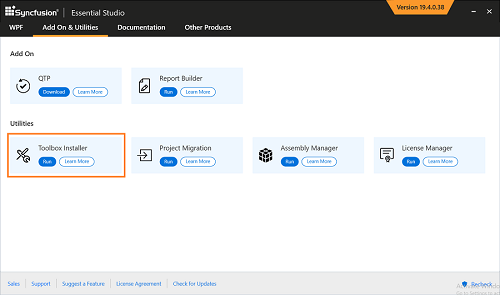 Syncfusion Essential Studio
Version 19.4.0.38
WPF Add On & Utilities Documentation Other Products
Add On
QTP
Download Learn More
Report Builder
Run Learn More
Utilities
Toolbox Installer
Run Learn More
Project Migration
Run Learn More
Assembly Manager
Run Learn More
License Manager
Run Learn More
Sales Support Suggest a Feature License Agreement Check for Updates
Recheck